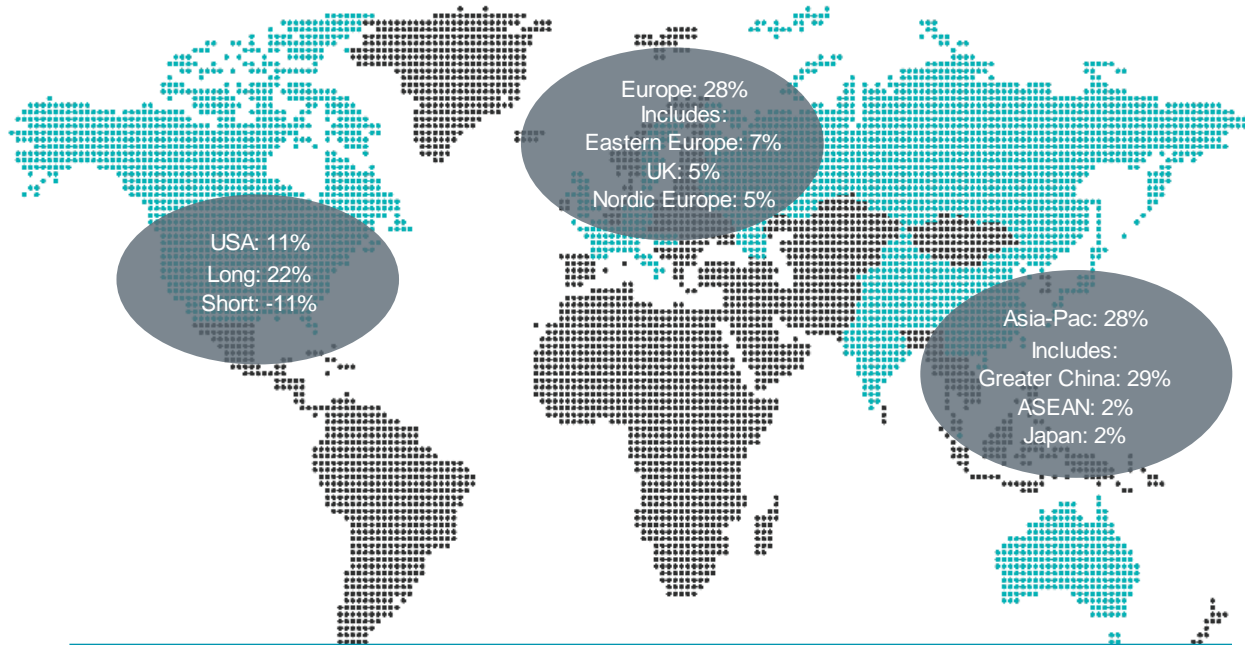 Europe: 28%
Includes:
Eastern Europe: 7%
UK: 5%
Nordic Europe: 5%
USA: 11%
Long: 22%
Short: -11%
Asia-Pac: 28%
Includes:
Greater China: 29%
ASEAN: 2%
Japan: 2%